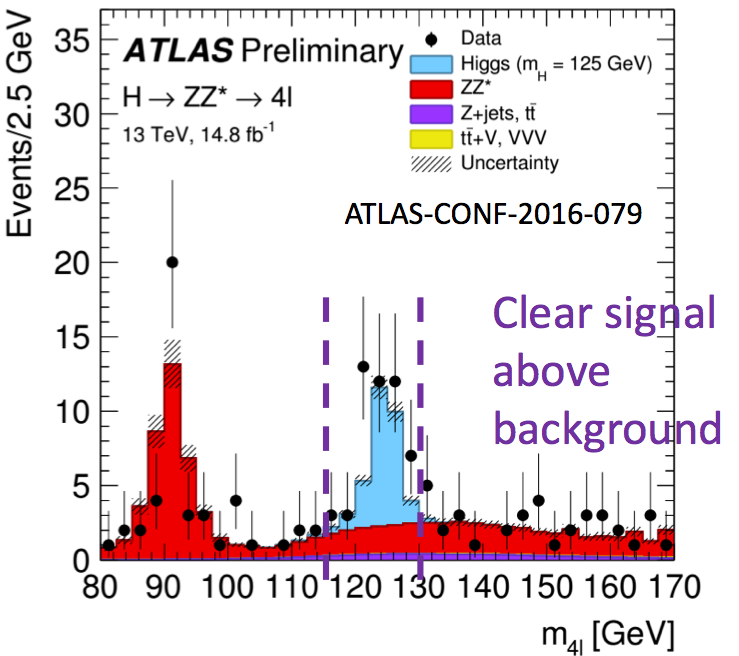 Events/2.5 GeV
35
30
25
20
15
10
5
0
ATLAS Preliminary
H → ZZ* → 4l
13 TeV, 14.8 fb⁻¹
Data
Higgs (m_H = 125 GeV)
ZZ*
Z+jets, tt̄
tt̄+V, VVV
Uncertainty
ATLAS-CONF-2016-079
Clear signal
above
background
80 90 100 110 120 130 140 150 160 170
m_4l [GeV]